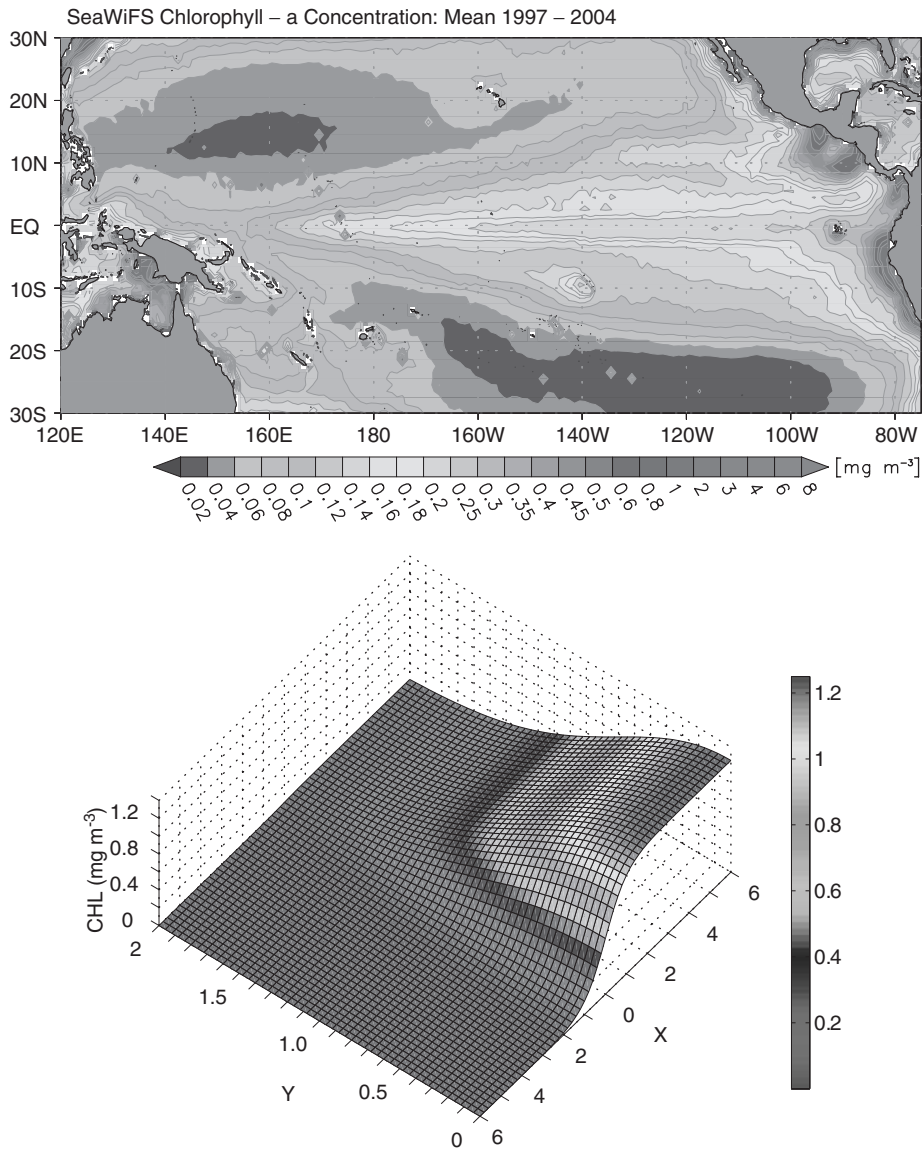 SeaWiFS Chlorophyll – a Concentration: Mean 1997 – 2004
30N
20N
10N
EQ
10S
20S
30S
120E 140E 160E 180 160W 140W 120W 100W 80W
[mg m⁻³]
0.02 0.04 0.06 0.08 0.1 0.12 0.14 0.16 0.18 0.2 0.25 0.3 0.35 0.4 0.45 0.5 0.6 0.8 1 2 3 4 6 8
CHL (mg m⁻³)
1.2
0.8
0.4
0
2
1.5
1.0
0.5
0
Y
6
4
2
0
2
4
6
X
1.2
1
0.8
0.6
0.4
0.2